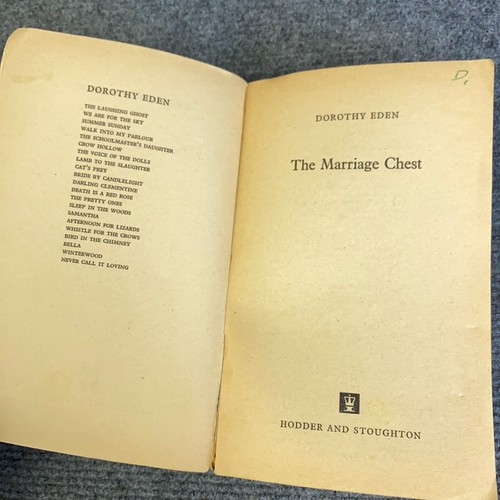 DOROTHY EDEN
THE LAUGHING GHOST
WE ARE FOR THE SKY
SUMMER SUNDAY
WALK INTO MY PARLOUR
THE SCHOOLMASTER'S DAUGHTER
CROW HOLLOW
THE VOICE OF THE DOLLS
LAMB TO THE SLAUGHTER
CAT'S PREY
BRIDE BY CANDLELIGHT
DARLING CLEMENTINE
DEATH IS A RED ROSE
THE PRETTY ONES
SLEEP IN THE WOODS
SAMANTHA
AFTERNOON FOR LIZARDS
WHISTLE FOR THE CROWS
BIRD IN THE CHIMNEY
BELLA
WINTERWOOD
NEVER CALL IT LOVING
D.
DOROTHY EDEN
The Marriage Chest
HODDER AND STOUGHTON